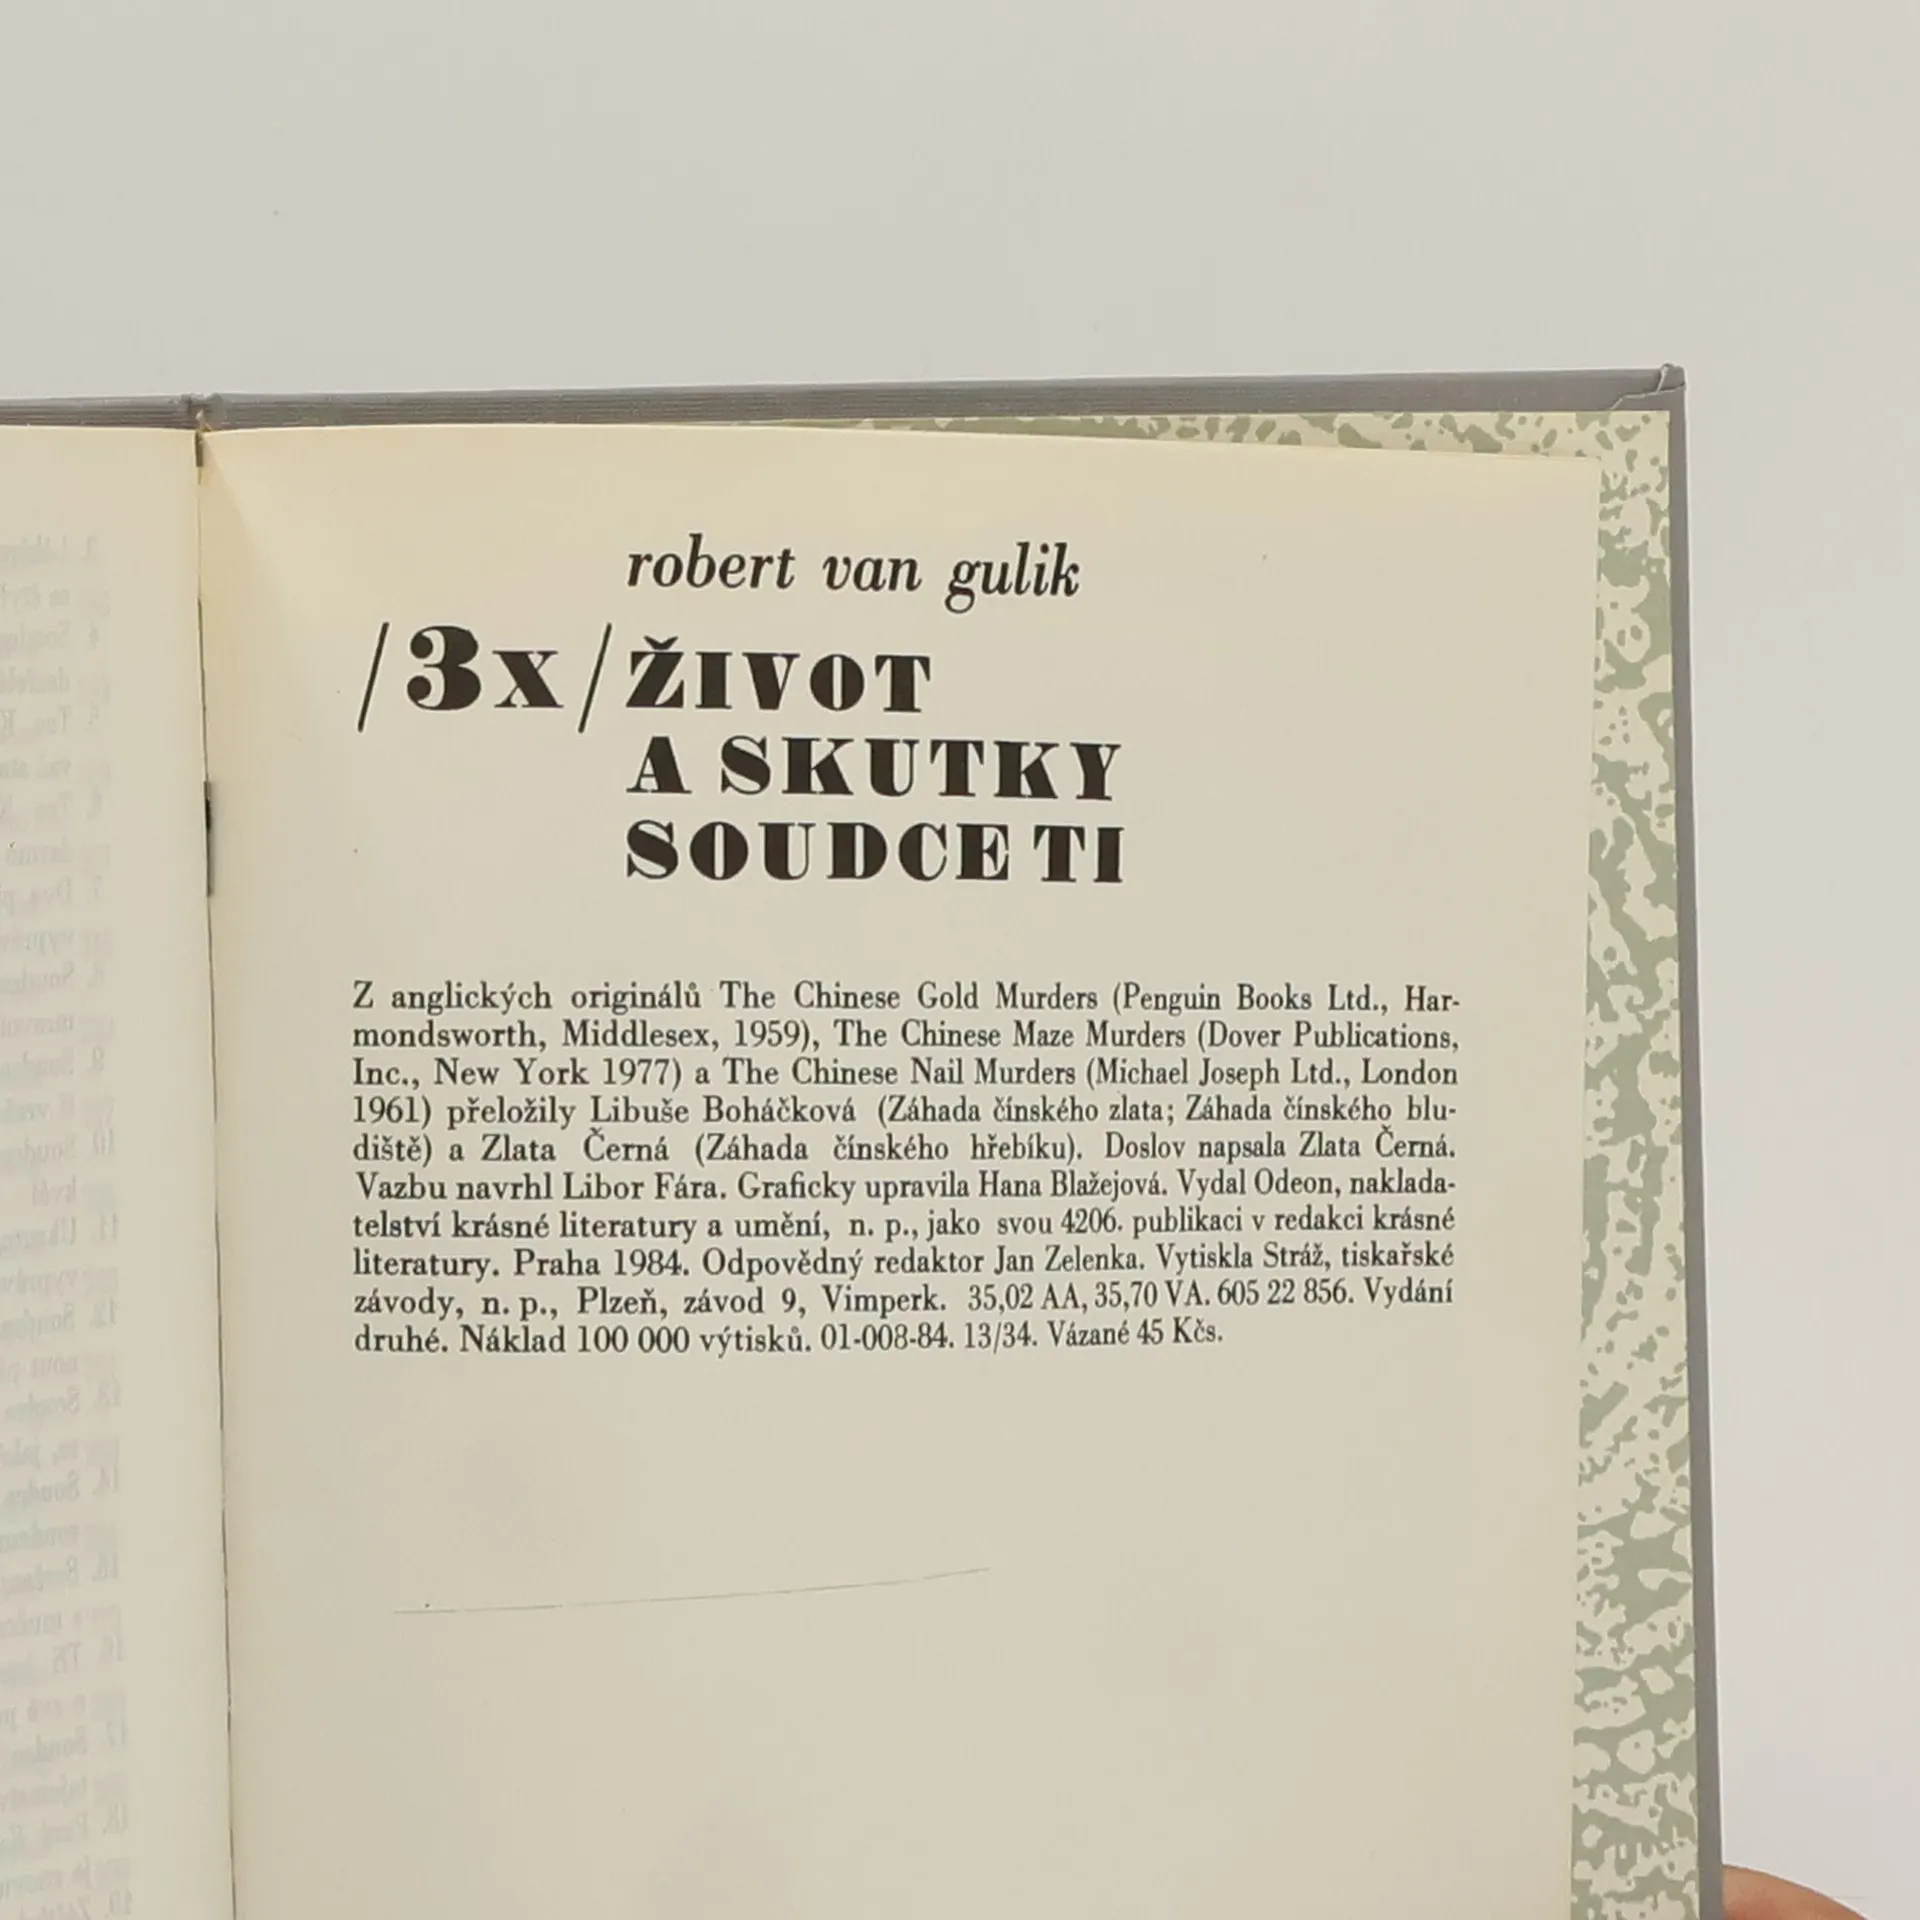 robert van gulik
/3x/ ŽIVOT
A SKUTKY
SOUDCE TI
Z anglických originálů The Chinese Gold Murders (Penguin Books Ltd., Har-
mondsworth, Middlesex, 1959), The Chinese Maze Murders (Dover Publications,
Inc., New York 1977) a The Chinese Nail Murders (Michael Joseph Ltd., London
1961) přeložily Libuše Boháčková (Záhada čínského zlata; Záhada čínského blu-
diště) a Zlata Černá (Záhada čínského hřebíku). Doslov napsala Zlata Černá.
Vazbu navrhl Libor Fára. Graficky upravila Hana Blažejová. Vydal Odeon, naklada-
telství krásné literatury a umění, n. p., jako svou 4206. publikaci v redakci krásné
literatury. Praha 1984. Odpovědný redaktor Jan Zelenka. Vytiskla Stráž, tiskařské
závody, n. p., Plzeň, závod 9, Vimperk. 35,02 AA, 35,70 VA. 605 22 856. Vydání
druhé. Náklad 100 000 výtisků. 01-008-84. 13/34. Vázané 45 Kčs.